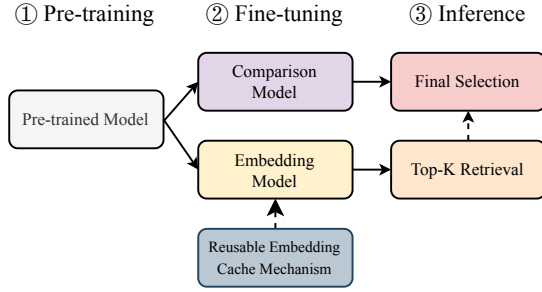 ① Pre-training
② Fine-tuning
③ Inference
Comparison
Model
Final Selection
Pre-trained Model
Embedding
Model
Top-K Retrieval
Reusable Embedding
Cache Mechanism